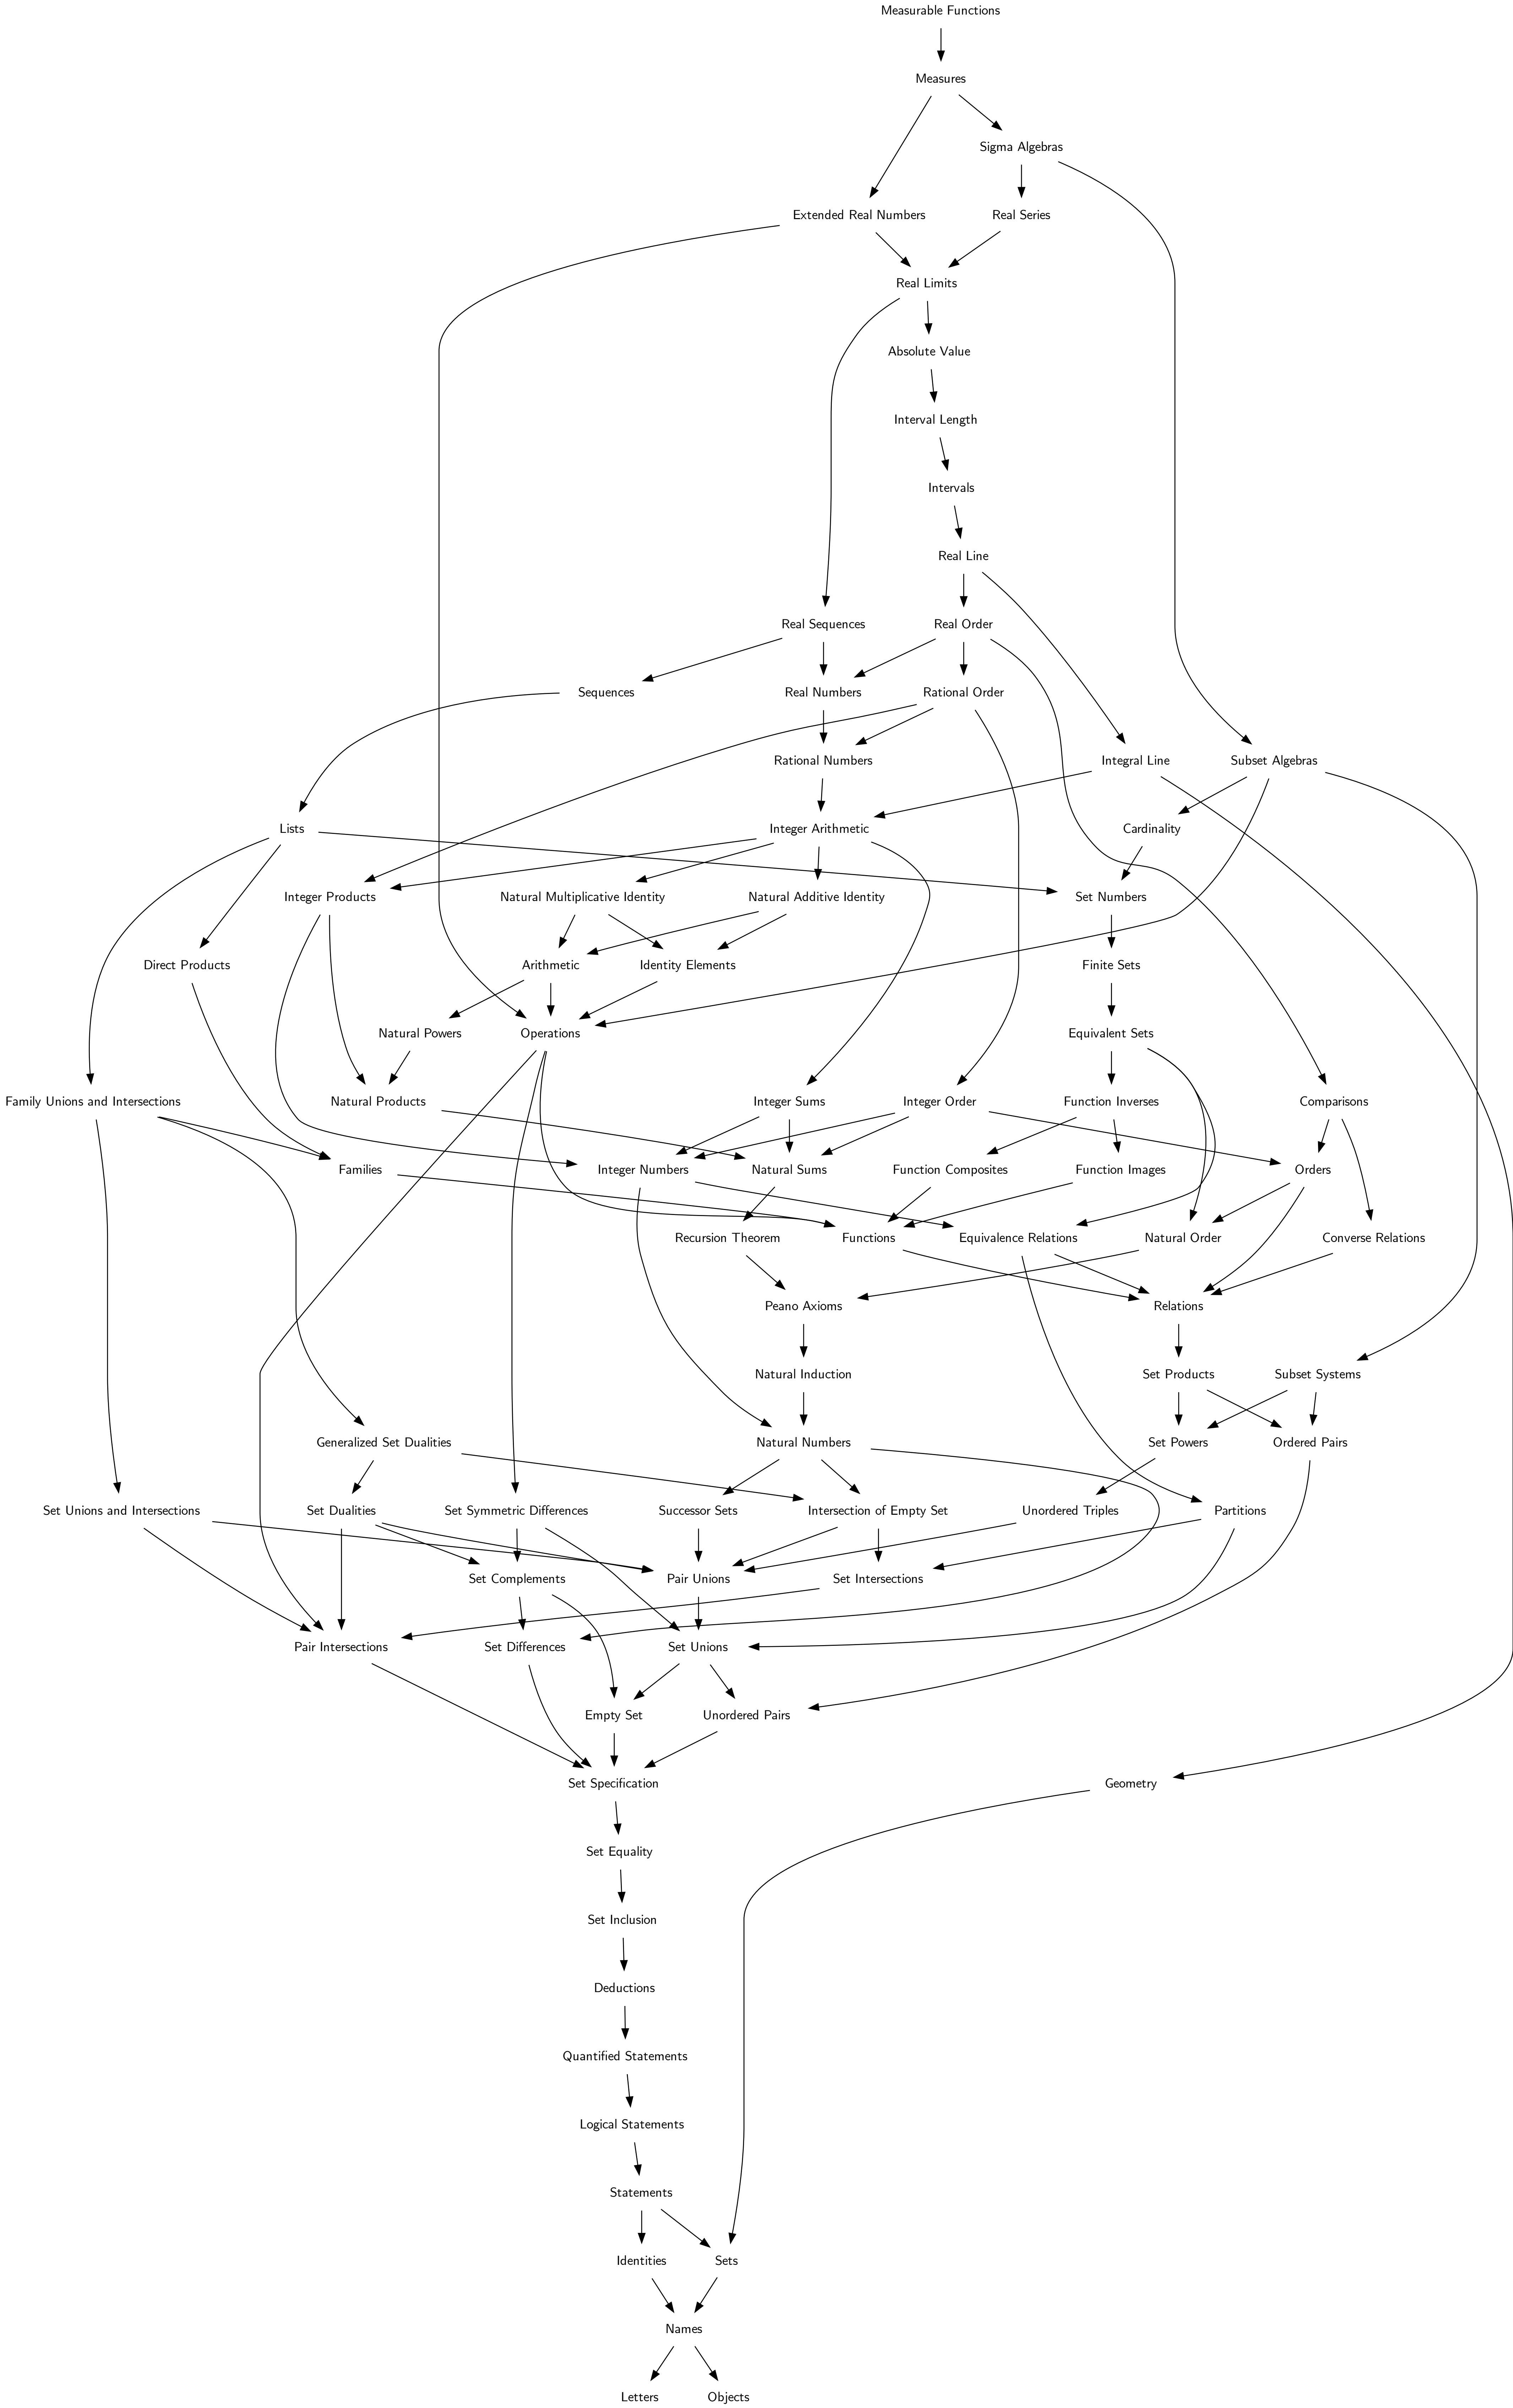 Measurable Functions
Measures
Sigma Algebras
Extended Real Numbers
Real Series
Real Limits
Absolute Value
Interval Length
Intervals
Real Line
Real Sequences
Real Order
Sequences
Real Numbers
Rational Order
Rational Numbers
Integral Line
Subset Algebras
Lists
Integer Arithmetic
Cardinality
Integer Products
Natural Multiplicative Identity
Natural Additive Identity
Set Numbers
Direct Products
Arithmetic
Identity Elements
Finite Sets
Natural Powers
Operations
Equivalent Sets
Family Unions and Intersections
Natural Products
Integer Sums
Integer Order
Function Inverses
Comparisons
Families
Integer Numbers
Natural Sums
Function Composites
Function Images
Orders
Recursion Theorem
Functions
Equivalence Relations
Natural Order
Converse Relations
Peano Axioms
Relations
Natural Induction
Set Products
Subset Systems
Generalized Set Dualities
Natural Numbers
Set Powers
Ordered Pairs
Set Unions and Intersections
Set Dualities
Set Symmetric Differences
Successor Sets
Intersection of Empty Set
Unordered Triples
Partitions
Set Complements
Pair Unions
Set Intersections
Pair Intersections
Set Differences
Set Unions
Empty Set
Unordered Pairs
Set Specification
Geometry
Set Equality
Set Inclusion
Deductions
Quantified Statements
Logical Statements
Statements
Identities
Sets
Names
Letters
Objects